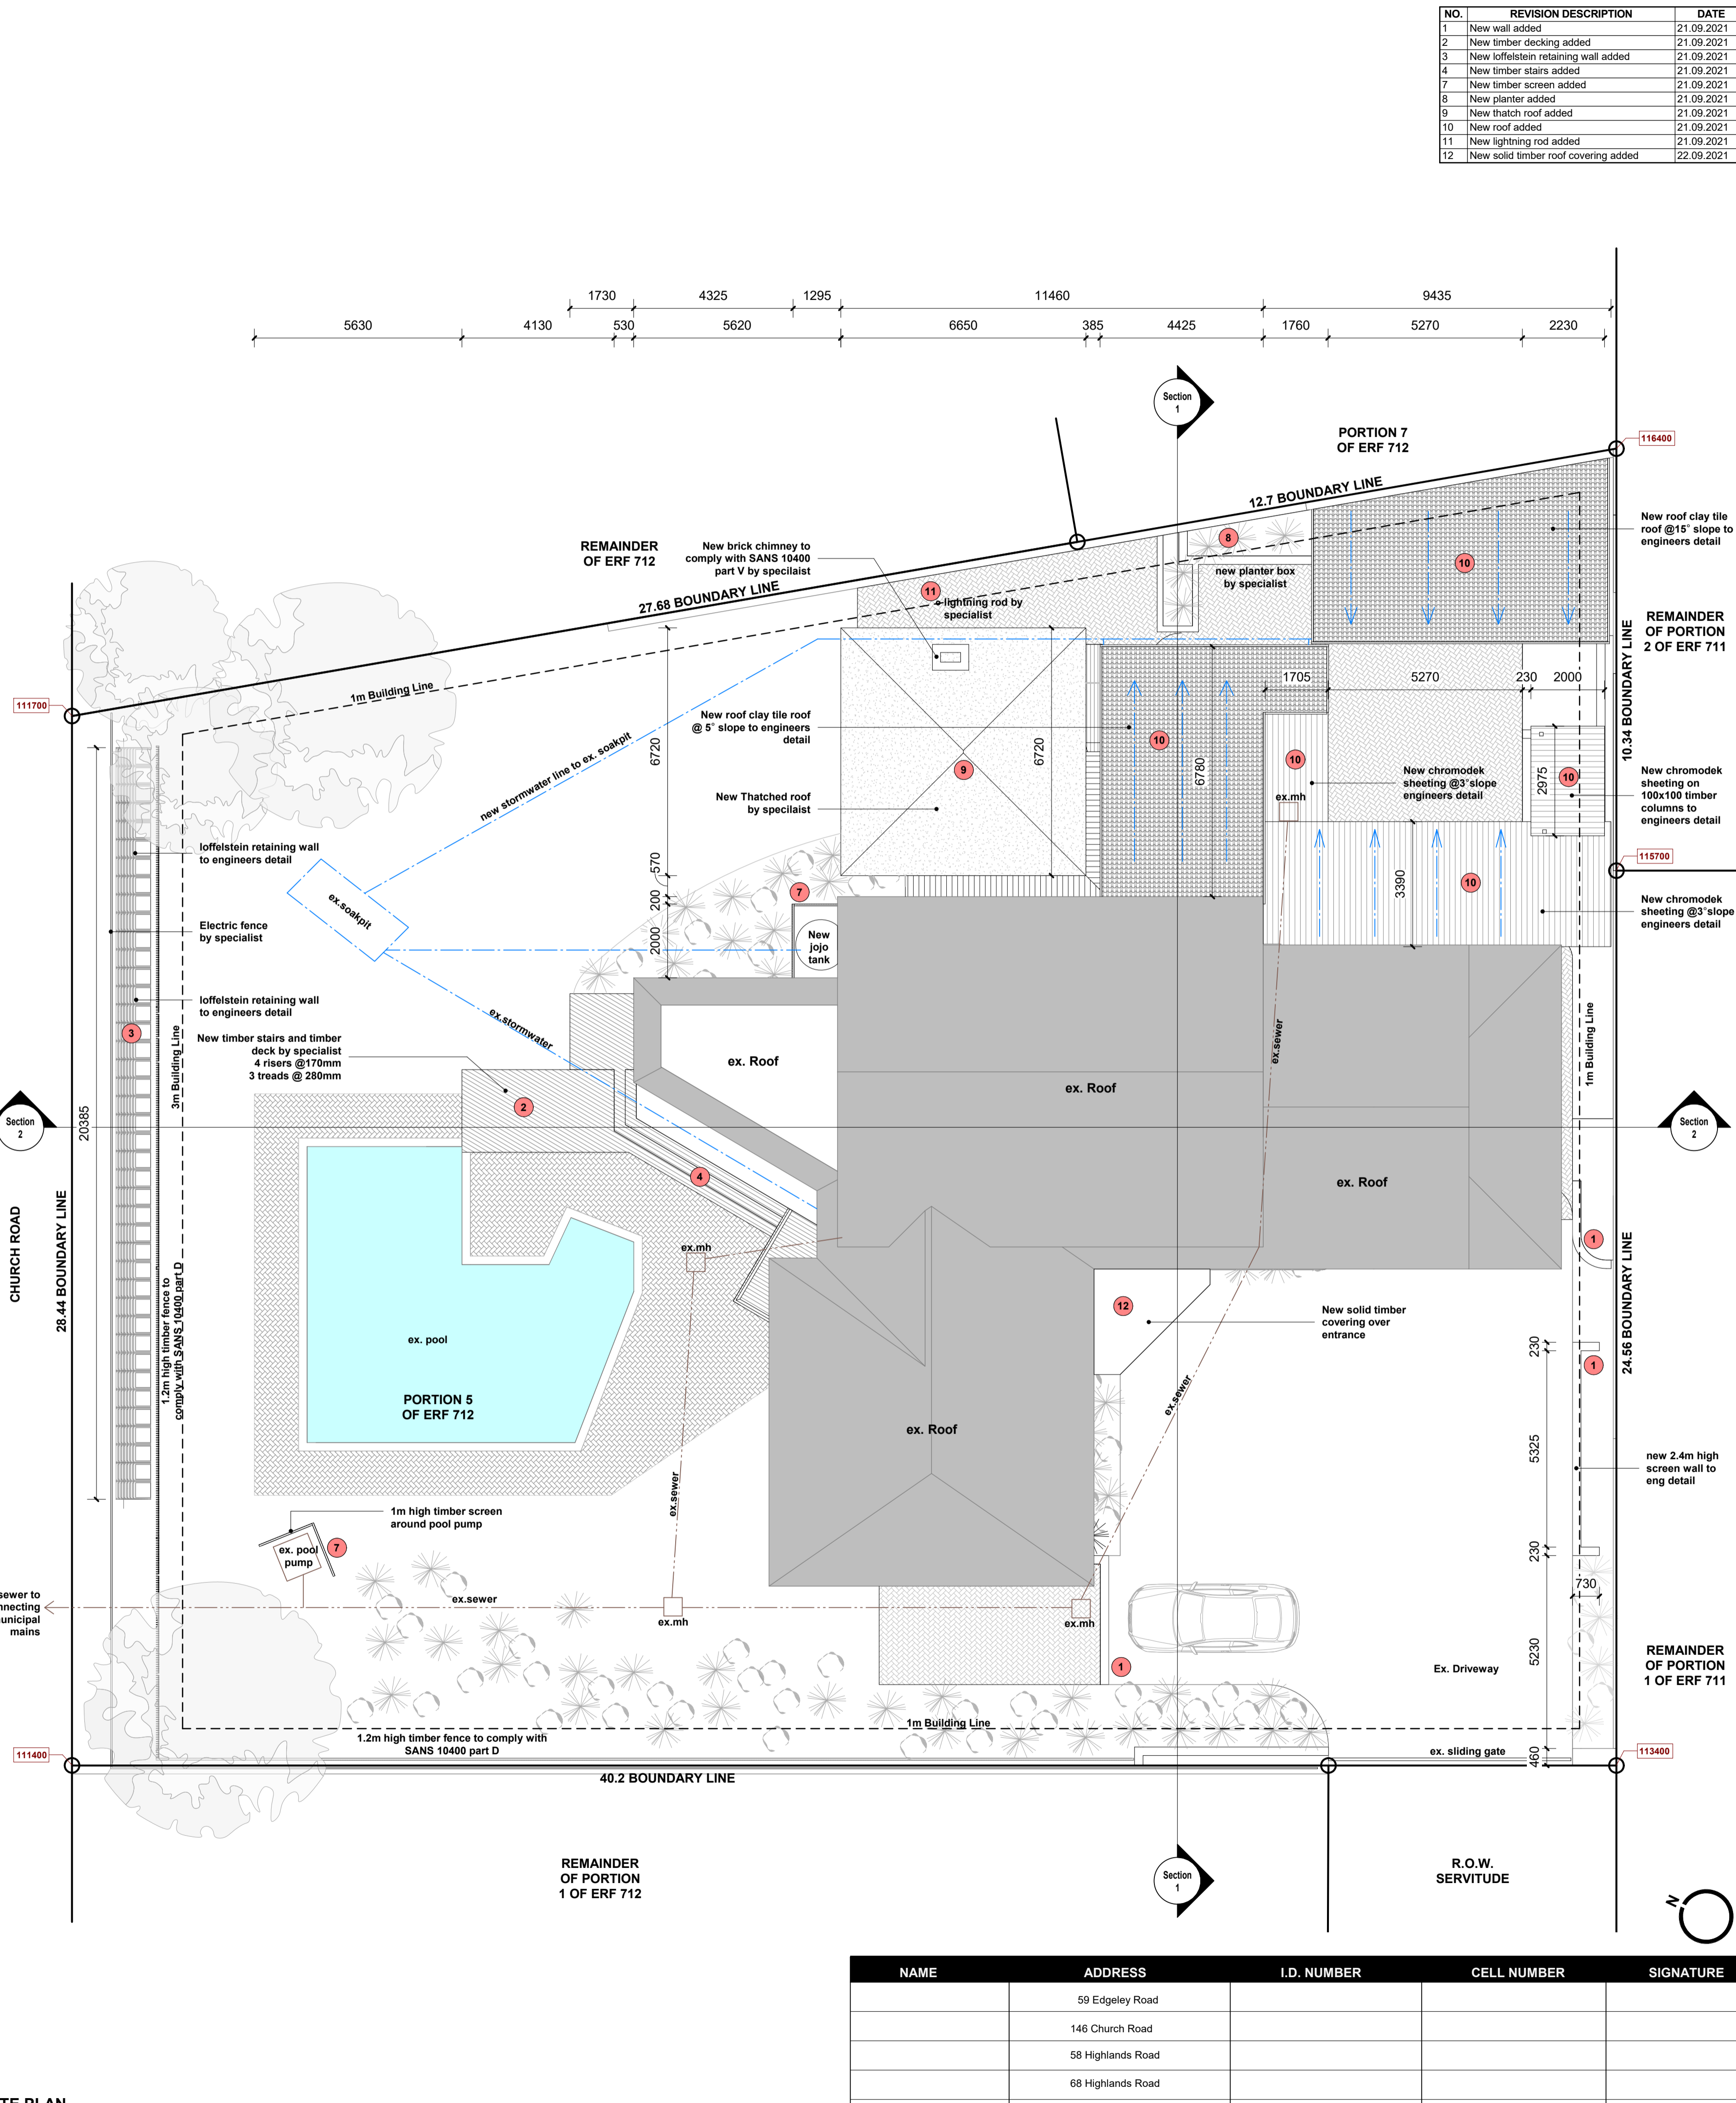 NO. REVISION DESCRIPTION DATE
1 New wall added 21.09.2021
2 New timber decking added 21.09.2021
3 New loffelstein retaining wall added 21.09.2021
4 New timber stairs added 21.09.2021
7 New timber screen added 21.09.2021
8 New planter added 21.09.2021
9 New thatch roof added 21.09.2021
10 New roof added 21.09.2021
11 New lightning rod added 21.09.2021
12 New solid timber roof covering added 22.09.2021
1730 4325 1295 11460 9435
5630 4130 530 5620 6650 385 4425 1760 5270 2230
Section
1
PORTION 7
OF ERF 712
116400
12.7 BOUNDARY LINE
New roof clay tile
roof @15° slope to
engineers detail
REMAINDER
OF ERF 712
New brick chimney to
comply with SANS 10400
part V by specilaist
8
10
new planter box
by specialist
27.68 BOUNDARY LINE
11
lightning rod by
specialist
REMAINDER
OF PORTION
2 OF ERF 711
10.34 BOUNDARY LINE
1m Building Line
111700
1705 5270 230 2000
New roof clay tile roof
@ 5° slope to engineers
detail
new stormwater line to ex. soakpit
6720
6720
6780
9
10
10
10
2975
New Thatched roof
by specilaist
New chromodek
sheeting @3°slope
engineers detail
New chromodek
sheeting on
100x100 timber
columns to
engineers detail
ex.mh
loffelstein retaining wall
to engineers detail
115700
570
200
2000
7
3390
10
ex.soakpit
Electric fence
by specialist
New
jojo
tank
New chromodek
sheeting @3°slope
engineers detail
loffelstein retaining wall
to engineers detail
3
3m Building Line
ex.stormwater
New timber stairs and timber
deck by specialist
4 risers @170mm
3 treads @ 280mm
ex. Roof
ex. Roof
ex.sewer
1m Building Line
2
Section
2
20385
Section
2
4
ex. Roof
CHURCH ROAD
28.44 BOUNDARY LINE
1.2m high timber fence to
comply with SANS 10400 part D
ex.mh
1
24.56 BOUNDARY LINE
12
New solid timber
covering over
entrance
ex. pool
230
1
PORTION 5
OF ERF 712
ex.sewer
ex. Roof
5325
new 2.4m high
screen wall to
eng detail
ex.sewer
1m high timber screen
around pool pump
ex. pool
pump
7
230
730
sewer to
nnecting
unicipal
mains
ex.sewer
ex.mh
ex.mh
5230
REMAINDER
OF PORTION
1 OF ERF 711
1
Ex. Driveway
1m Building Line
1.2m high timber fence to comply with
SANS 10400 part D
ex. sliding gate
460
111400
113400
40.2 BOUNDARY LINE
REMAINDER
OF PORTION
1 OF ERF 712
Section
1
R.O.W.
SERVITUDE
N
NAME ADDRESS I.D. NUMBER CELL NUMBER SIGNATURE
59 Edgeley Road
146 Church Road
58 Highlands Road
68 Highlands Road
TE PLAN